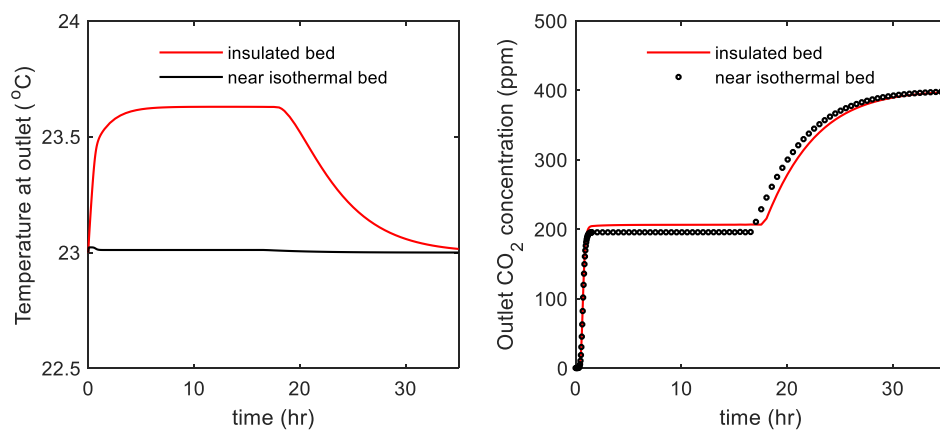 Temperature at outlet ( °C)
24
23.5
23
22.5
insulated bed
near isothermal bed
0
10
20
30
time (hr)
Outlet CO₂ concentration (ppm)
500
400
300
200
100
0
insulated bed
near isothermal bed
0
10
20
30
time (hr)